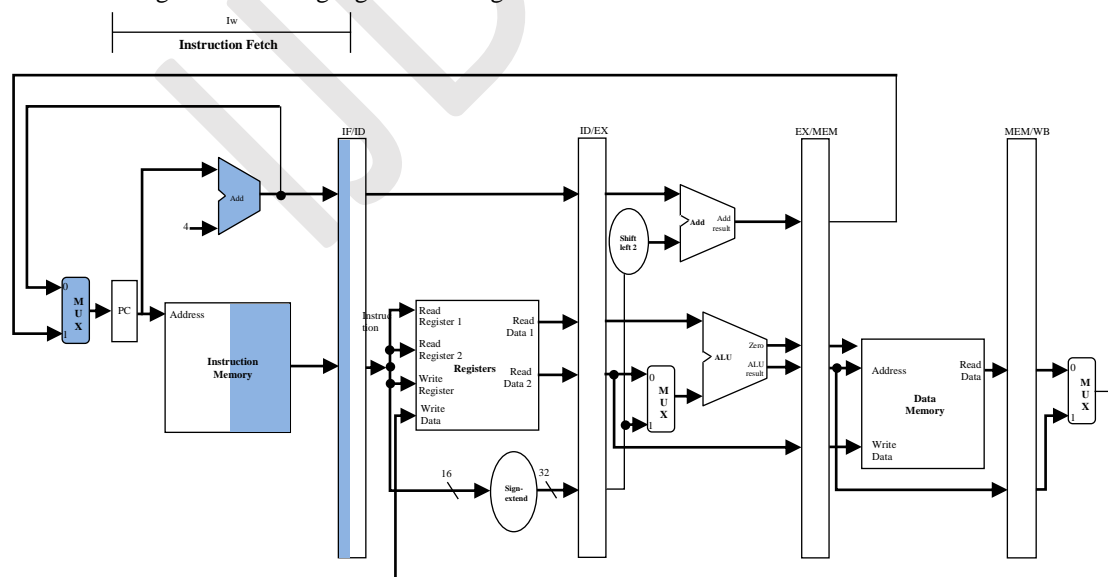 Iw
Instruction Fetch
IF/ID
ID/EX
EX/MEM
MEM/WB
Add
4
Add
Add
result
Shift
left 2
0
M
U
X
1
PC
Address
Instruction
Memory
Instruc
tion
Read
Register 1
Read
Register 2
Write
Register
Write
Data
Registers
Read
Data 1
Read
Data 2
0
M
U
X
1
ALU
Zero
ALU
result
Address
Read
Data
Data
Memory
Write
Data
0
M
U
X
1
16
Sign-
extend
32